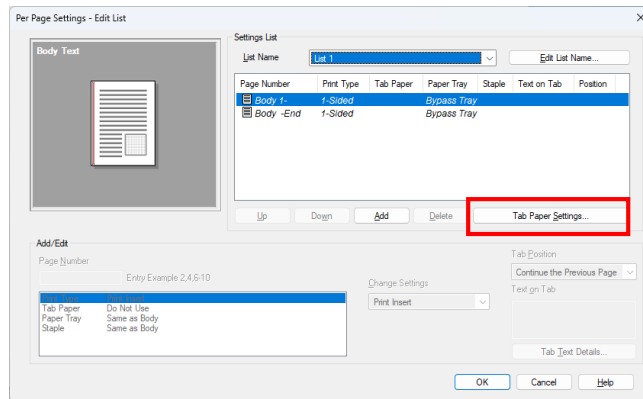 Per Page Settings - Edit List
Body Text
Settings List
List Name
List 1
Edit List Name...
Page Number Print Type Tab Paper Paper Tray Staple Text on Tab Position
Body 1- 1-Sided Bypass Tray
Body -End 1-Sided Bypass Tray
Up Down Add Delete Tab Paper Settings...
Add/Edit
Page Number
Entry Example 2,4,6-10
Print Type Print Insert
Tab Paper Do Not Use
Paper Tray Same as Body
Staple Same as Body
Change Settings
Print Insert
Tab Position
Continue the Previous Page
Text on Tab
Tab Text Details...
OK Cancel Help